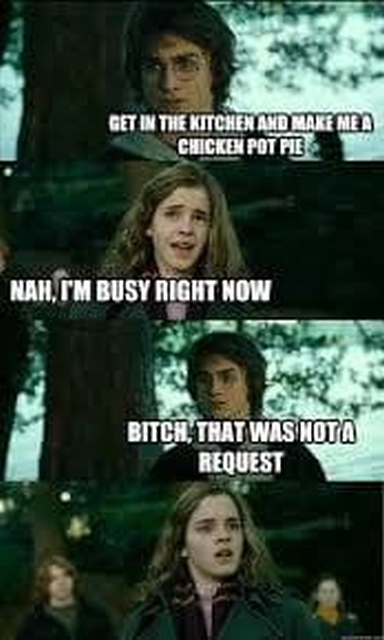 GET IN THE KITCHEN AND MAKE ME A
CHICKEN POT PIE
NAH, I'M BUSY RIGHT NOW
BITCH, THAT WAS NOT A
REQUEST